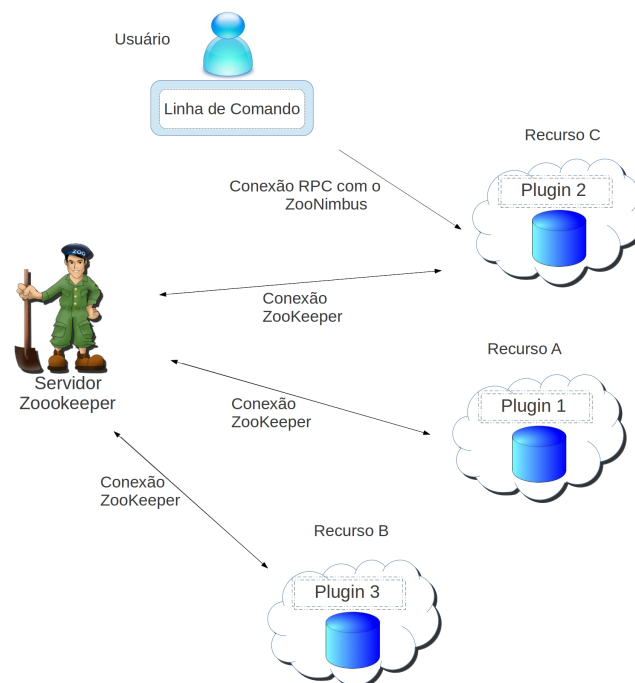 Usuário
Linha de Comando
Recurso C
Plugin 2
Conexão RPC com o
ZooNimbus
ZOO
Conexão
ZooKeeper
Servidor
Zoookeeper
Recurso A
Plugin 1
Conexão
ZooKeeper
Conexão
ZooKeeper
Recurso B
Plugin 3